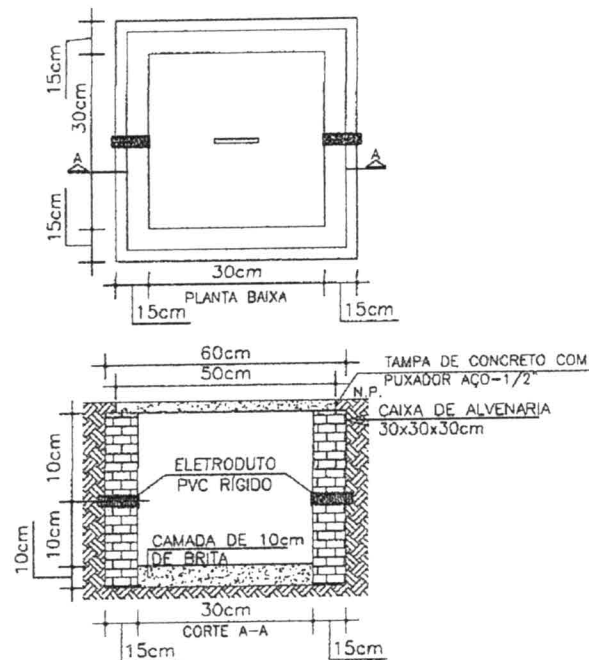 15cm
30cm
15cm
A
A
30cm
PLANTA BAIXA
15cm
15cm
60cm
50cm
TAMPA DE CONCRETO COM
PUXADOR AÇO-1/2"
N.P.
CAIXA DE ALVENARIA
30x30x30cm
10cm
ELETRODUTO
PVC RÍGIDO
10cm
10cm
CAMADA DE 10cm
DE BRITA
30cm
CORTE A-A
15cm
15cm